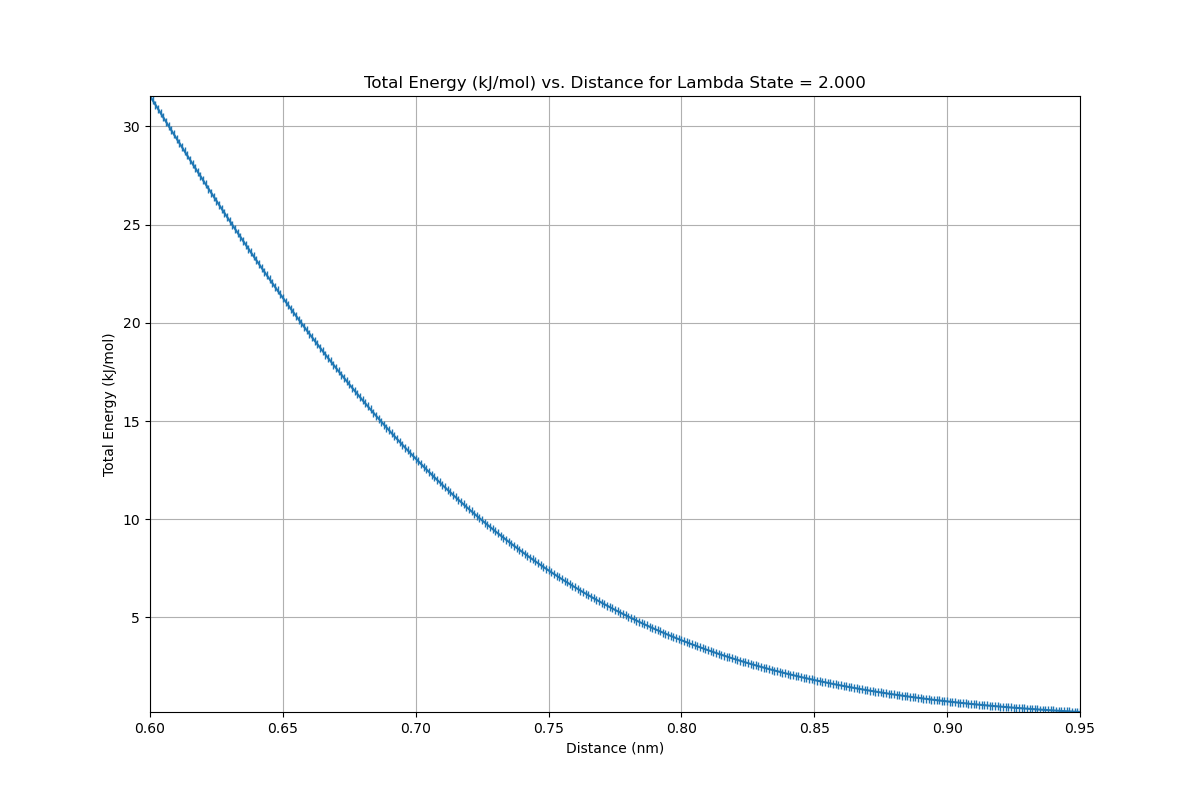 Total Energy (kJ/mol) vs. Distance for Lambda State = 2.000
30
25
20
15
10
5
Total Energy (kJ/mol)
0.60 0.65 0.70 0.75 0.80 0.85 0.90 0.95
Distance (nm)